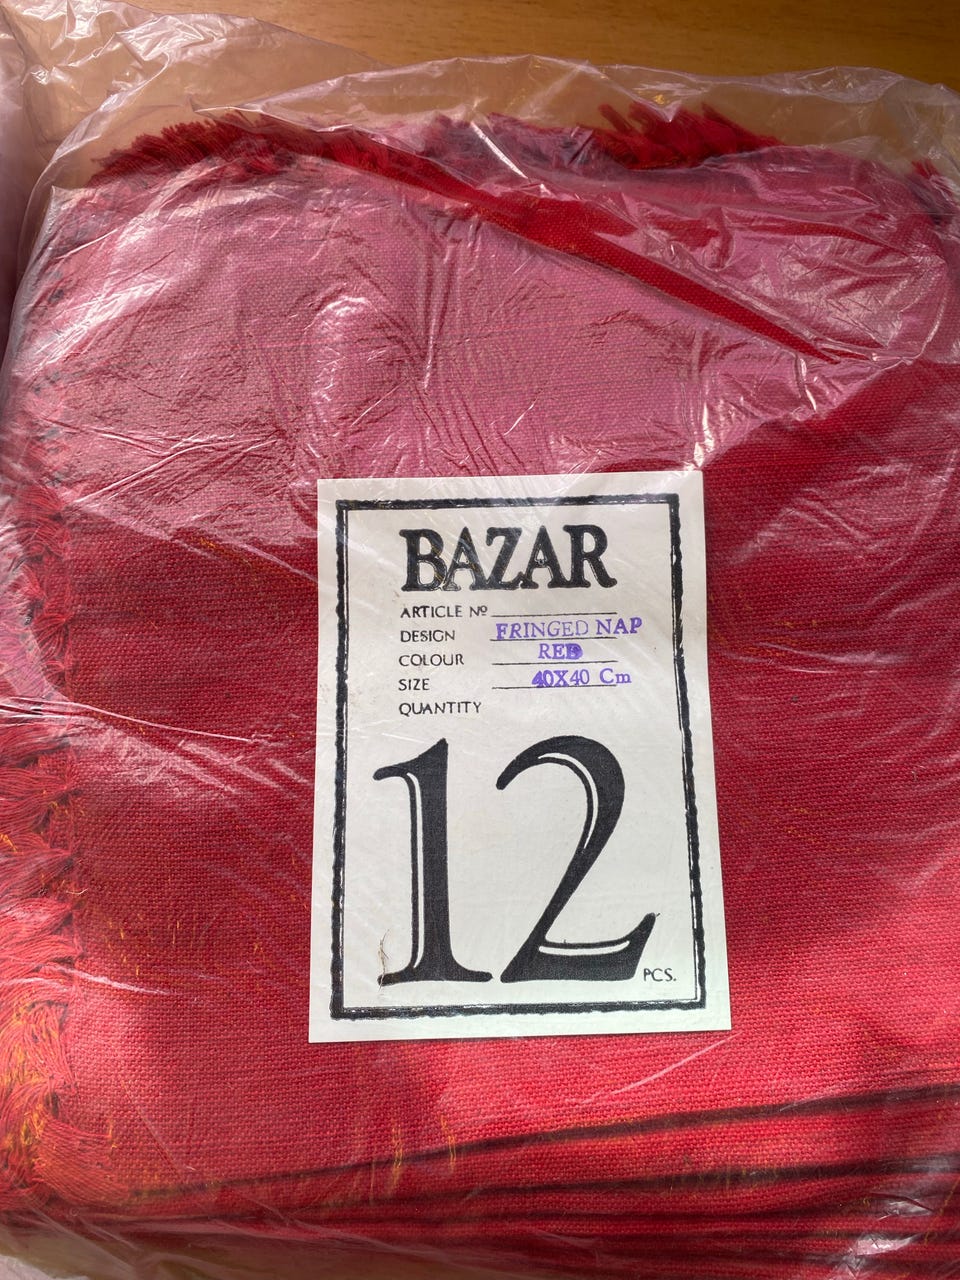 BAZAR
ARTICLE Nº
DESIGN FRINGED NAP
COLOUR RED
SIZE 40X40 Cm
QUANTITY
12 PCS.